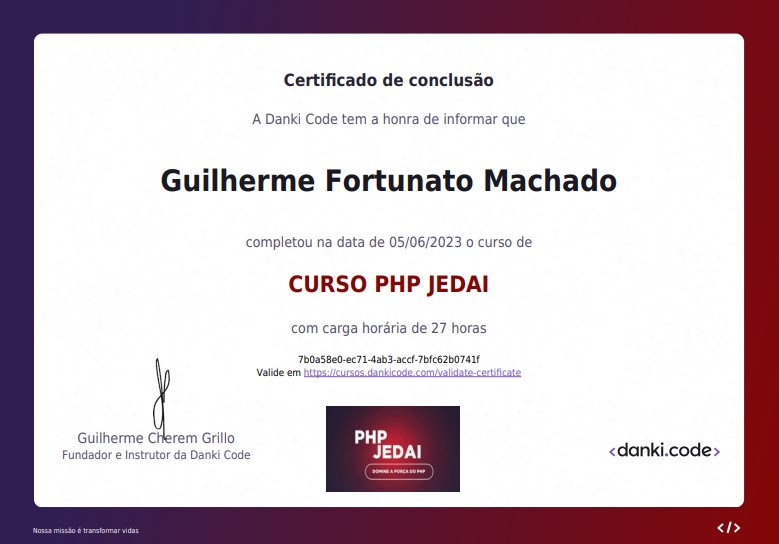 Certificado de conclusão
A Danki Code tem a honra de informar que
Guilherme Fortunato Machado
completou na data de 05/06/2023 o curso de
CURSO PHP JEDAI
com carga horária de 27 horas
7b0a58e0-ec71-4ab3-accf-7bfc62b0741f
Valide em https://cursos.dankicode.com/validate-certificate
Guilherme Cherem Grillo
Fundador e Instrutor da Danki Code
PHP
JEDAI
DOMINE A FORÇA DO PHP
<danki.code>
Nossa missão é transformar vidas
</>